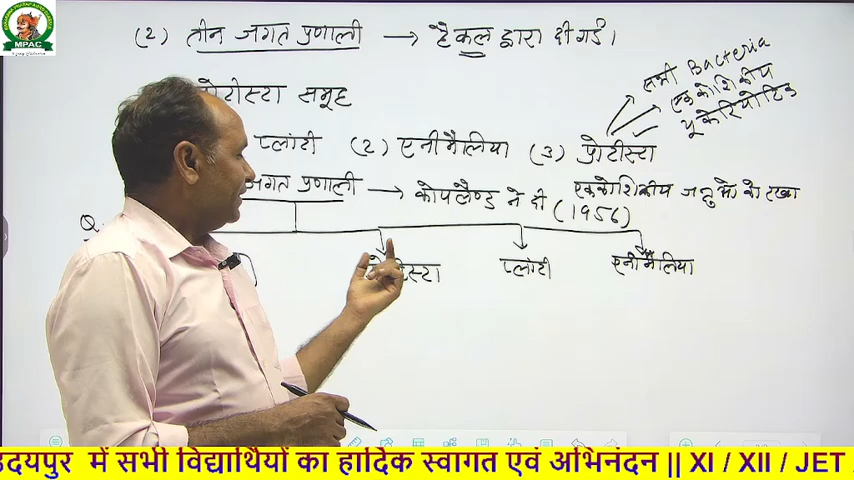 MPAC
(2) तीन जगत प्रणाली → हैकल द्वारा दी गई।
सभी Bacteria
एककोशिकीय
यूकेरियोटिक
प्रोटिस्टा समूह
प्लांटी (2) एनीमैलिया (3) प्रोटीस्टा
जगत प्रणाली → कोपलैण्ड ने दी (1956)
एककोशिकीय जन्तुओं को रखा
Q.
प्लांटी
एनीमैलिया
उदयपुर में सभी विद्यार्थियों का हार्दिक स्वागत एवं अभिनंदन || XI / XII / JET